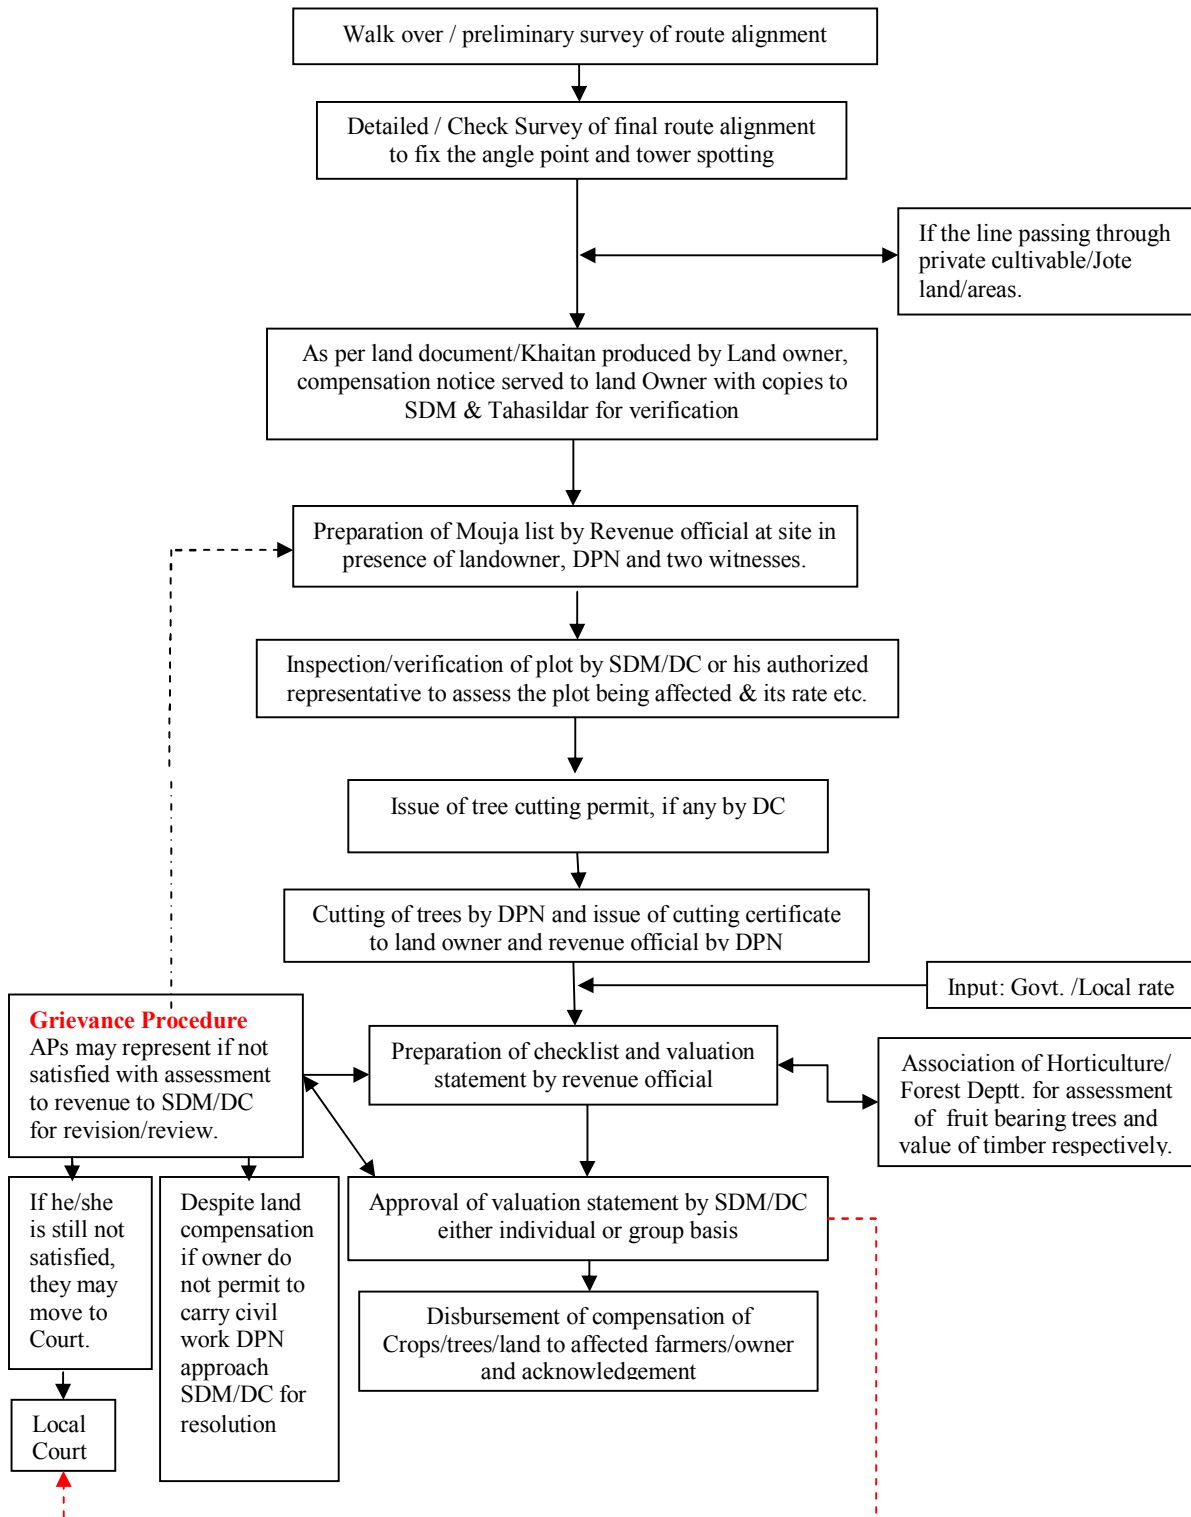 Walk over / preliminary survey of route alignment
Detailed / Check Survey of final route alignment
to fix the angle point and tower spotting
If the line passing through
private cultivable/Jote
land/areas.
As per land document/Khaitan produced by Land owner,
compensation notice served to land Owner with copies to
SDM & Tahasildar for verification
Preparation of Mouja list by Revenue official at site in
presence of landowner, DPN and two witnesses.
Inspection/verification of plot by SDM/DC or his authorized
representative to assess the plot being affected & its rate etc.
Issue of tree cutting permit, if any by DC
Cutting of trees by DPN and issue of cutting certificate
to land owner and revenue official by DPN
Input: Govt. /Local rate
Grievance Procedure
APs may represent if not
satisfied with assessment
to revenue to SDM/DC
for revision/review.
Preparation of checklist and valuation
statement by revenue official
Association of Horticulture/
Forest Deptt. for assessment
of fruit bearing trees and
value of timber respectively.
If he/she
is still not
satisfied,
they may
move to
Court.
Despite land
compensation
if owner do
not permit to
carry civil
work DPN
approach
SDM/DC for
resolution
Approval of valuation statement by SDM/DC
either individual or group basis
Disbursement of compensation of
Crops/trees/land to affected farmers/owner
and acknowledgement
Local
Court